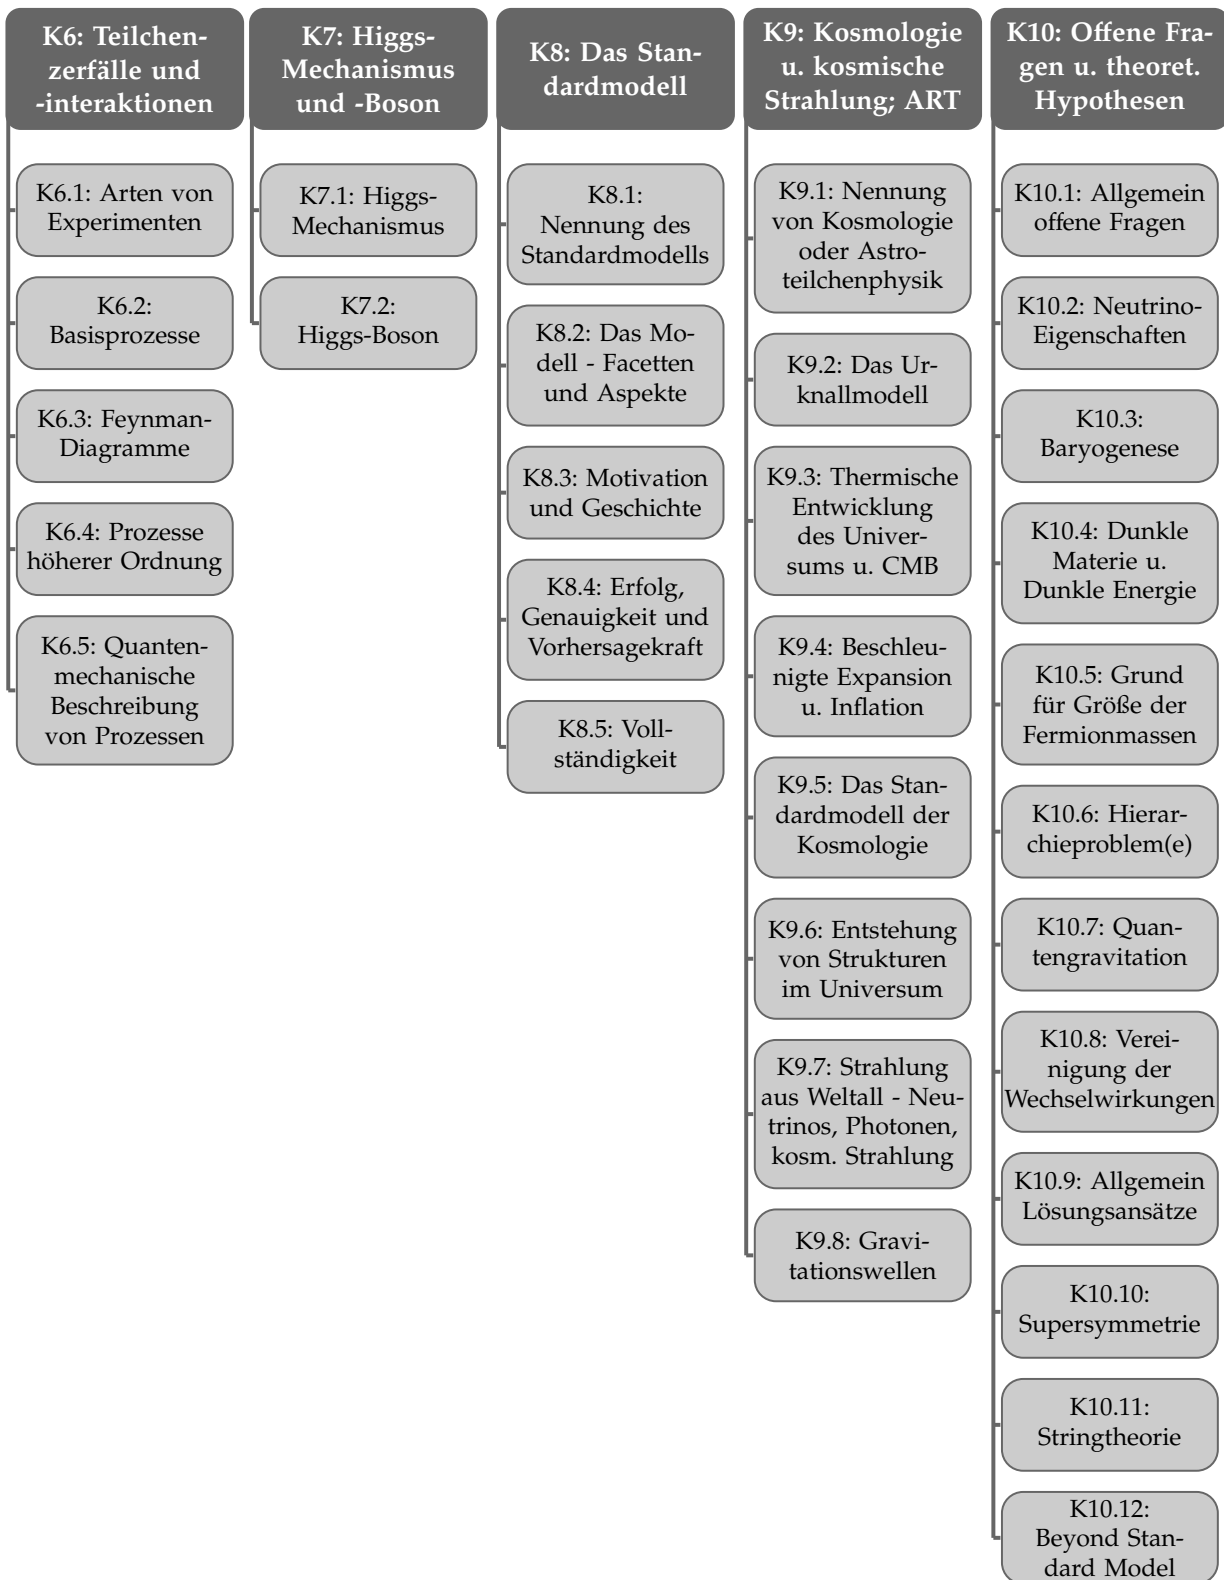 K6: Teilchen-
zerfälle und
-interaktionen
K6.1: Arten von
Experimenten
K6.2:
Basisprozesse
K6.3: Feynman-
Diagramme
K6.4: Prozesse
höherer Ordnung
K6.5: Quanten-
mechanische
Beschreibung
von Prozessen
K7: Higgs-
Mechanismus
und -Boson
K7.1: Higgs-
Mechanismus
K7.2:
Higgs-Boson
K8: Das Stan-
dardmodell
K8.1:
Nennung des
Standardmodells
K8.2: Das Mo-
dell - Facetten
und Aspekte
K8.3: Motivation
und Geschichte
K8.4: Erfolg,
Genauigkeit und
Vorhersagekraft
K8.5: Voll-
ständigkeit
K9: Kosmologie
u. kosmische
Strahlung; ART
K9.1: Nennung
von Kosmologie
oder Astro-
teilchenphysik
K9.2: Das Ur-
knallmodell
K9.3: Thermische
Entwicklung
des Univer-
sums u. CMB
K9.4: Beschleu-
nigte Expansion
u. Inflation
K9.5: Das Stan-
dardmodell der
Kosmologie
K9.6: Entstehung
von Strukturen
im Universum
K9.7: Strahlung
aus Weltall - Neu-
trinos, Photonen,
kosm. Strahlung
K9.8: Gravi-
tationswellen
K10: Offene Fra-
gen u. theoret.
Hypothesen
K10.1: Allgemein
offene Fragen
K10.2: Neutrino-
Eigenschaften
K10.3:
Baryogenese
K10.4: Dunkle
Materie u.
Dunkle Energie
K10.5: Grund
für Größe der
Fermionmassen
K10.6: Hierar-
chieproblem(e)
K10.7: Quan-
tengravitation
K10.8: Verei-
nigung der
Wechselwirkungen
K10.9: Allgemein
Lösungsansätze
K10.10:
Supersymmetrie
K10.11:
Stringtheorie
K10.12:
Beyond Stan-
dard Model